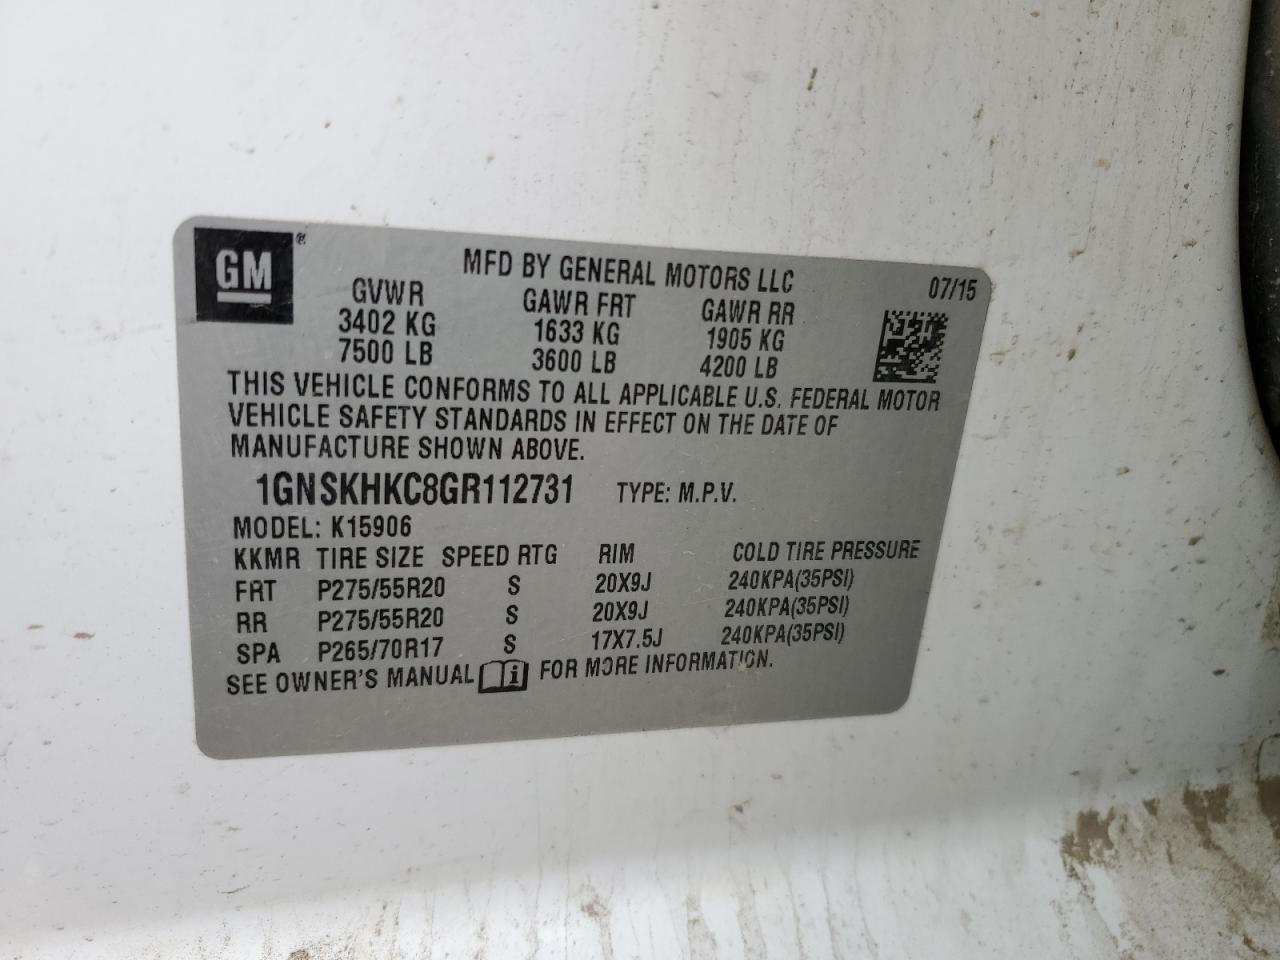 GM®
MFD BY GENERAL MOTORS LLC 07/15
GVWR GAWR FRT GAWR RR
3402 KG 1633 KG 1905 KG
7500 LB 3600 LB 4200 LB
THIS VEHICLE CONFORMS TO ALL APPLICABLE U.S. FEDERAL MOTOR
VEHICLE SAFETY STANDARDS IN EFFECT ON THE DATE OF
MANUFACTURE SHOWN ABOVE.
1GNSKHKC8GR112731 TYPE: M.P.V.
MODEL: K15906
KKMR TIRE SIZE SPEED RTG RIM COLD TIRE PRESSURE
FRT P275/55R20 S 20X9J 240KPA(35PSI)
RR P275/55R20 S 20X9J 240KPA(35PSI)
SPA P265/70R17 S 17X7.5J 240KPA(35PSI)
SEE OWNER'S MANUAL i FOR MORE INFORMATION.